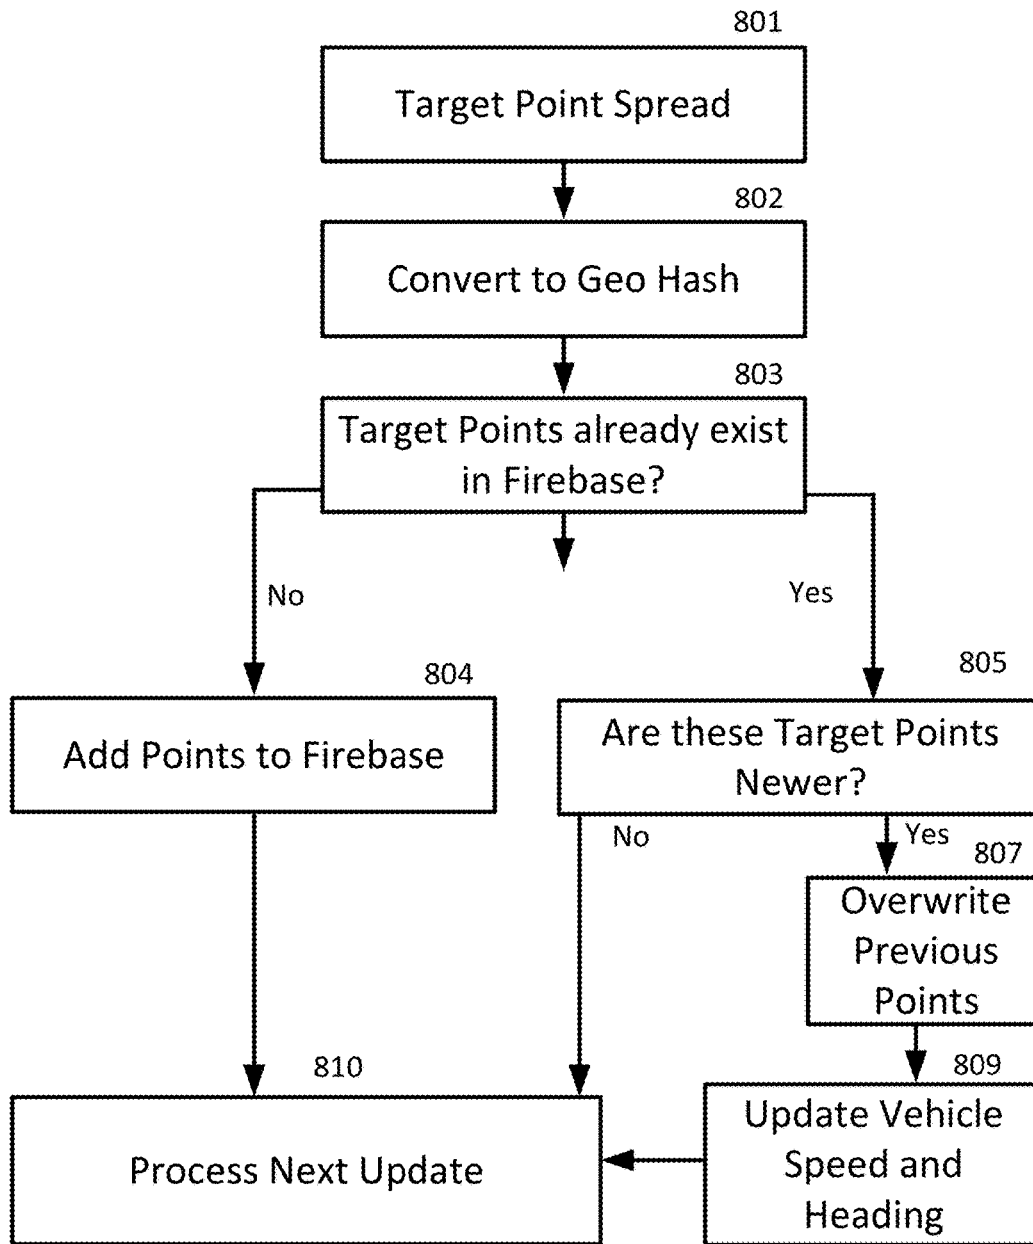 801
Target Point Spread
802
Convert to Geo Hash
803
Target Points already exist
in Firebase?
No
Yes
804
Add Points to Firebase
805
Are these Target Points
Newer?
No
Yes
807
Overwrite
Previous
Points
809
Update Vehicle
Speed and
Heading
810
Process Next Update